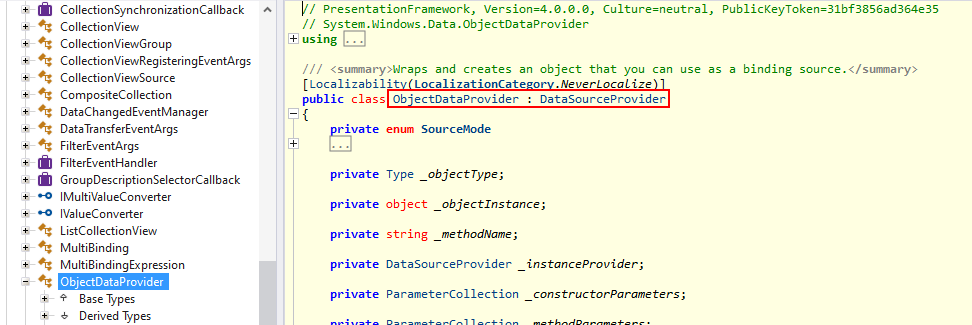 CollectionSynchronizationCallback
CollectionView
CollectionViewGroup
CollectionViewRegisteringEventArgs
CollectionViewSource
CompositeCollection
DataChangedEventManager
DataTransferEventArgs
FilterEventArgs
FilterEventHandler
GroupDescriptionSelectorCallback
IMultiValueConverter
IValueConverter
ListCollectionView
MultiBinding
MultiBindingExpression
ObjectDataProvider
Base Types
Derived Types
// PresentationFramework, Version=4.0.0.0, Culture=neutral, PublicKeyToken=31bf3856ad364e35
// System.Windows.Data.ObjectDataProvider
using ...
/// <summary>Wraps and creates an object that you can use as a binding source.</summary>
[Localizability(LocalizationCategory.NeverLocalize)]
public class ObjectDataProvider : DataSourceProvider
{
private enum SourceMode
...
private Type _objectType;
private object _objectInstance;
private string _methodName;
private DataSourceProvider _instanceProvider;
private ParameterCollection _constructorParameters;
private ParameterCollection _methodParameters;